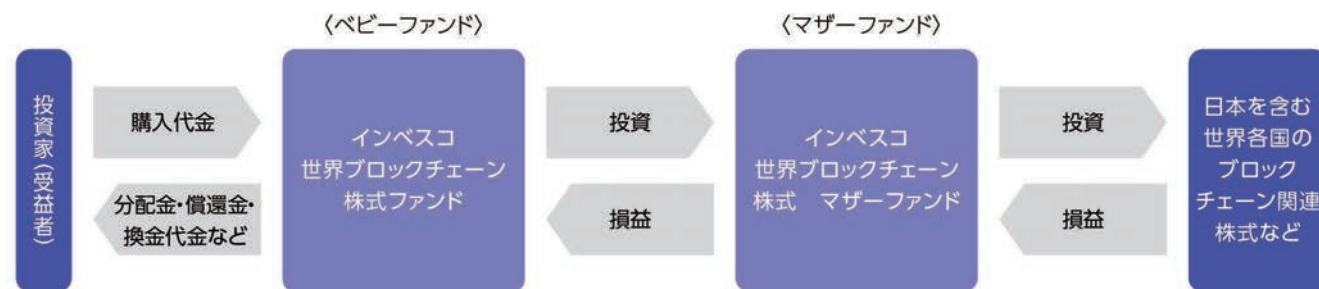 〈ベビーファンド〉
〈マザーファンド〉
投資家(受益者)
購入代金
分配金・償還金・
換金代金など
インベスコ
世界ブロックチェーン
株式ファンド
投資
損益
インベスコ
世界ブロックチェーン
株式　マザーファンド
投資
損益
日本を含む
世界各国の
ブロック
チェーン関連
株式など